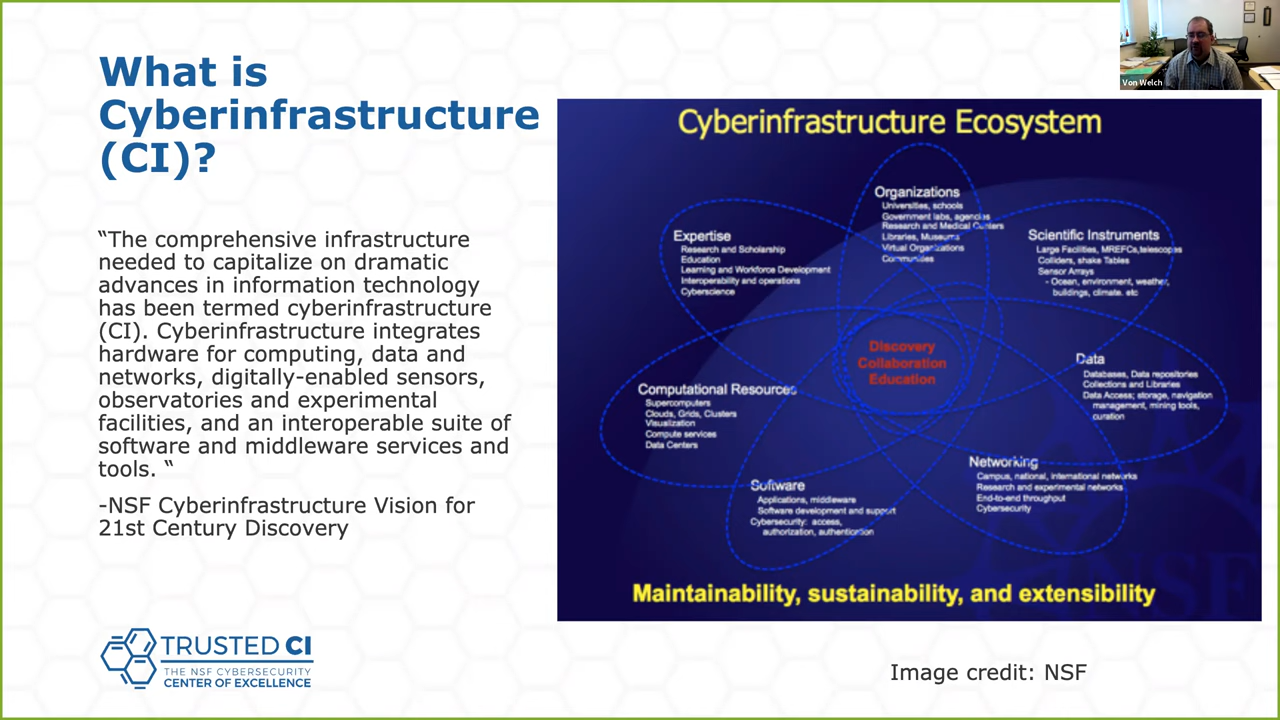 What is
Cyberinfrastructure
(CI)?
“The comprehensive infrastructure
needed to capitalize on dramatic
advances in information technology
has been termed cyberinfrastructure
(CI). Cyberinfrastructure integrates
hardware for computing, data and
networks, digitally-enabled sensors,
observatories and experimental
facilities, and an interoperable suite of
software and middleware services and
tools. “
-NSF Cyberinfrastructure Vision for
21st Century Discovery
TRUSTED CI
THE NSF CYBERSECURITY
CENTER OF EXCELLENCE
Von Welch
Cyberinfrastructure Ecosystem
Organizations
Universities, schools
Government labs, agencies
Research and Medical Centers
Libraries, Museums
Virtual Organizations
Communities
Expertise
Research and Scholarship
Education
Learning and Workforce Development
Interoperability and operations
Cyberscience
Scientific Instruments
Large Facilities, MREFCs,telescopes
Colliders, shake Tables
Sensor Arrays
- Ocean, environment, weather,
buildings, climate. etc
Discovery
Collaboration
Education
Data
Databases, Data repositories
Collections and Libraries
Data Access; storage, navigation
management, mining tools,
curation
Computational Resources
Supercomputers
Clouds, Grids, Clusters
Visualization
Compute services
Data Centers
Networking
Campus, national, international networks
Research and experimental networks
End-to-end throughput
Cybersecurity
Software
Applications, middleware
Software development and support
Cybersecurity: access,
authorization, authentication
Maintainability, sustainability, and extensibility
NSF
Image credit: NSF